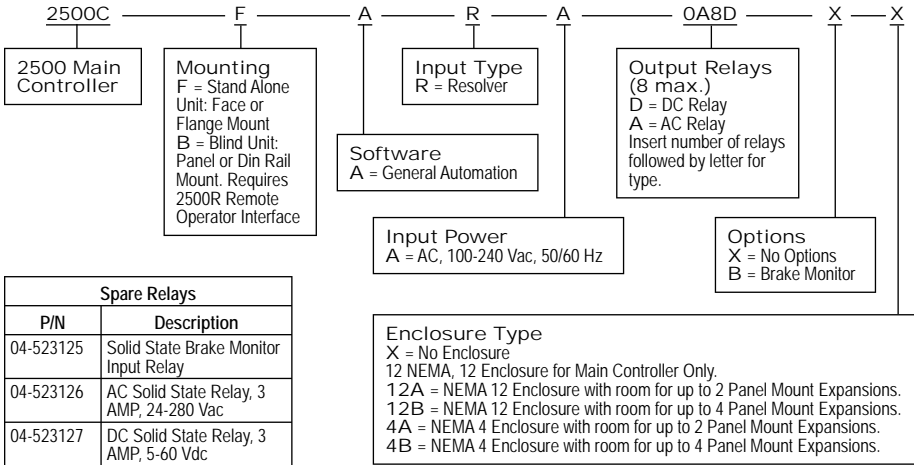 2500C F A R A 0A8D X X
2500 Main
Controller
Mounting
F = Stand Alone
Unit: Face or
Flange Mount
B = Blind Unit:
Panel or Din Rail
Mount. Requires
2500R Remote
Operator Interface
Software
A = General Automation
Input Type
R = Resolver
Input Power
A = AC, 100-240 Vac, 50/60 Hz
Output Relays
(8 max.)
D = DC Relay
A = AC Relay
Insert number of relays
followed by letter for
type.
Options
X = No Options
B = Brake Monitor
Enclosure Type
X = No Enclosure
12 NEMA, 12 Enclosure for Main Controller Only.
12A = NEMA 12 Enclosure with room for up to 2 Panel Mount Expansions.
12B = NEMA 12 Enclosure with room for up to 4 Panel Mount Expansions.
4A = NEMA 4 Enclosure with room for up to 2 Panel Mount Expansions.
4B = NEMA 4 Enclosure with room for up to 4 Panel Mount Expansions.
Spare Relays
P/N Description
04-523125 Solid State Brake Monitor
Input Relay
04-523126 AC Solid State Relay, 3
AMP, 24-280 Vac
04-523127 DC Solid State Relay, 3
AMP, 5-60 Vdc